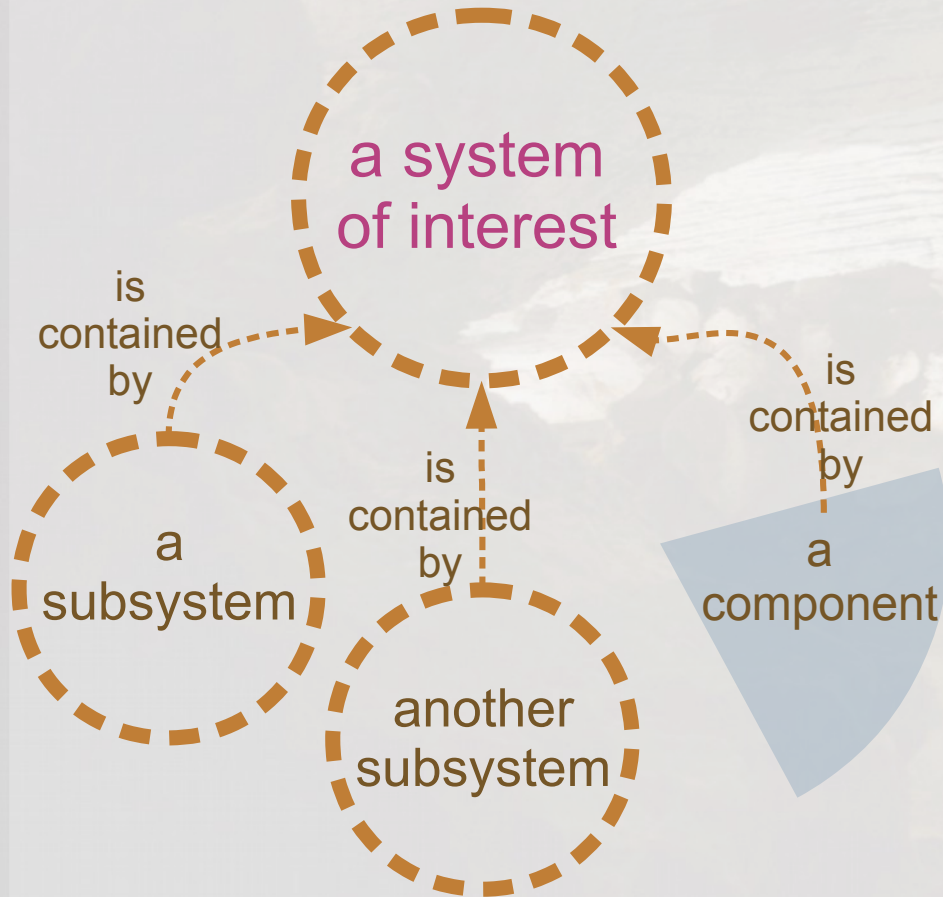 a system
of interest
is
contained
by
is
contained
by
is
contained
by
a
subsystem
another
subsystem
a
component